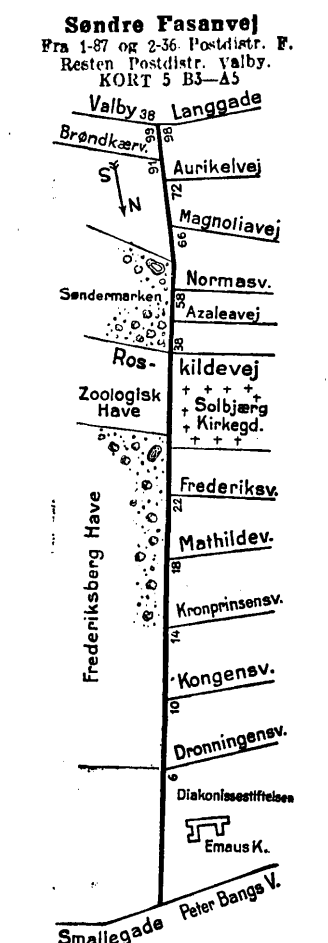 Søndre Fasanvej
Fra 1-87 og 2-36 Postdistr. F.
Resten Postdistr. Valby.
KORT 5 B3—A5
Valby 38 Langgade
99 98
Brøndkærv.
91
Aurikelvej
72
S
N
Magnoliavej
66
Normasv.
58
Søndermarken
Azaleavej
38
Ros-
kildevej
Zoologisk
Have
Solbjærg
Kirkegd.
Frederiksv.
22
Mathildev.
18
Frederiksberg Have
Kronprinsensv.
14
Kongensv.
10
Dronningensv.
6
Diakonissestiftelsen
Emaus K.
Smallegade
Peter Bangs V.